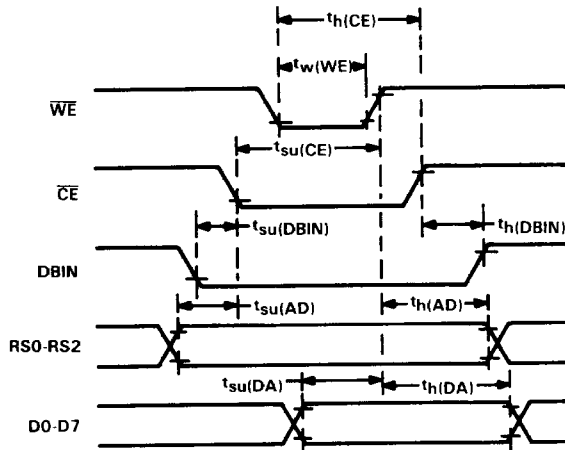 th(CE)
tw(WE)
WE
tsu(CE)
CE
tsu(DBIN)
th(DBIN)
DBIN
tsu(AD)
th(AD)
RS0-RS2
tsu(DA)
th(DA)
D0-D7